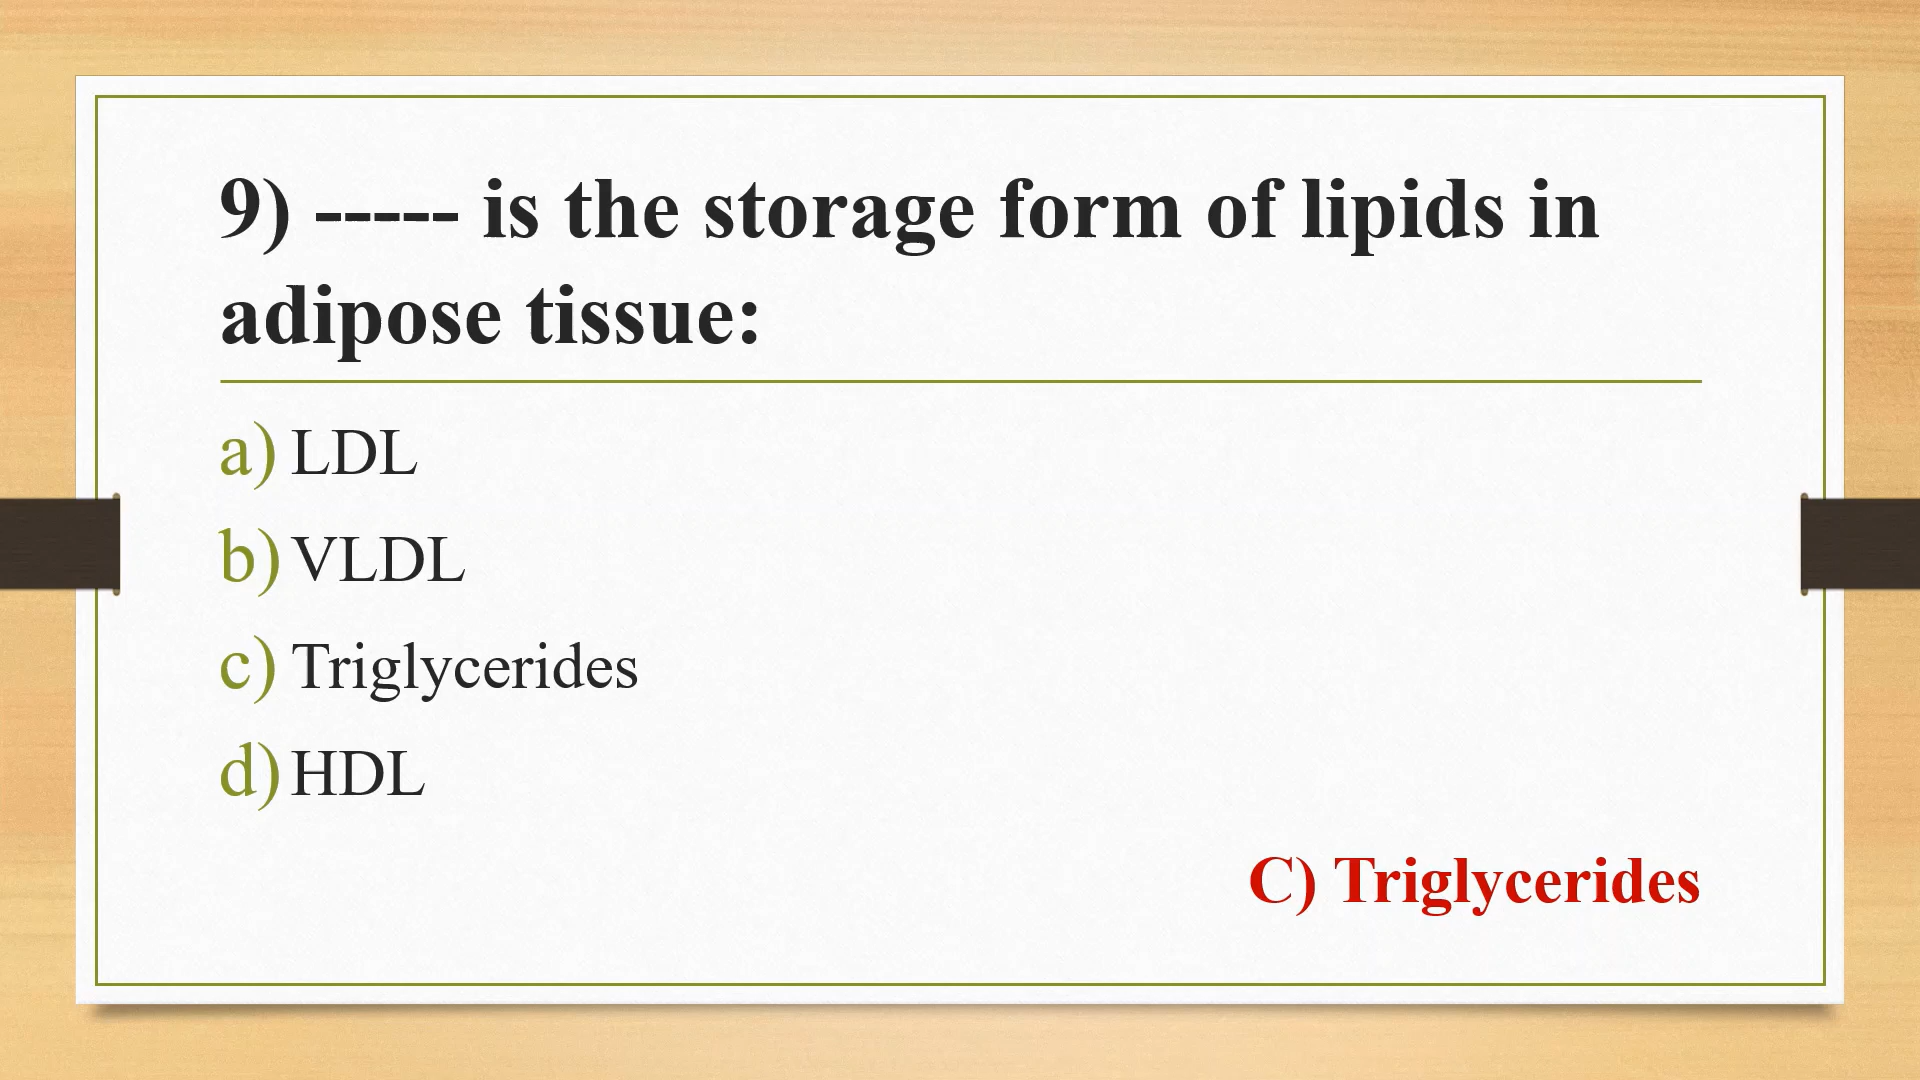 9) ----- is the storage form of lipids in
adipose tissue:
a) LDL
b) VLDL
c) Triglycerides
d) HDL
C) Triglycerides